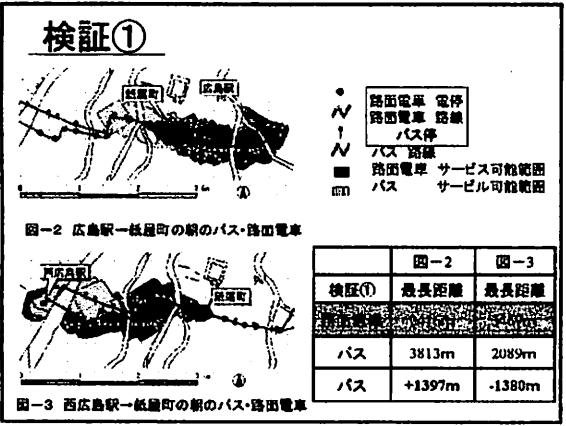 検証①
紙屋町
広島駅
路面電車 電停
路面電車 路線
バス停
バス 路線
路面電車 サービス可能範囲
バス サービル可能範囲
図－2 広島駅→紙屋町の朝のバス・路面電車
西広島駅
紙屋町
図－3 西広島駅→紙屋町の朝のバス・路面電車
図－2 図－3
検証① 最長距離 最長距離
バス 3813m 2089m
バス +1397m -1380m